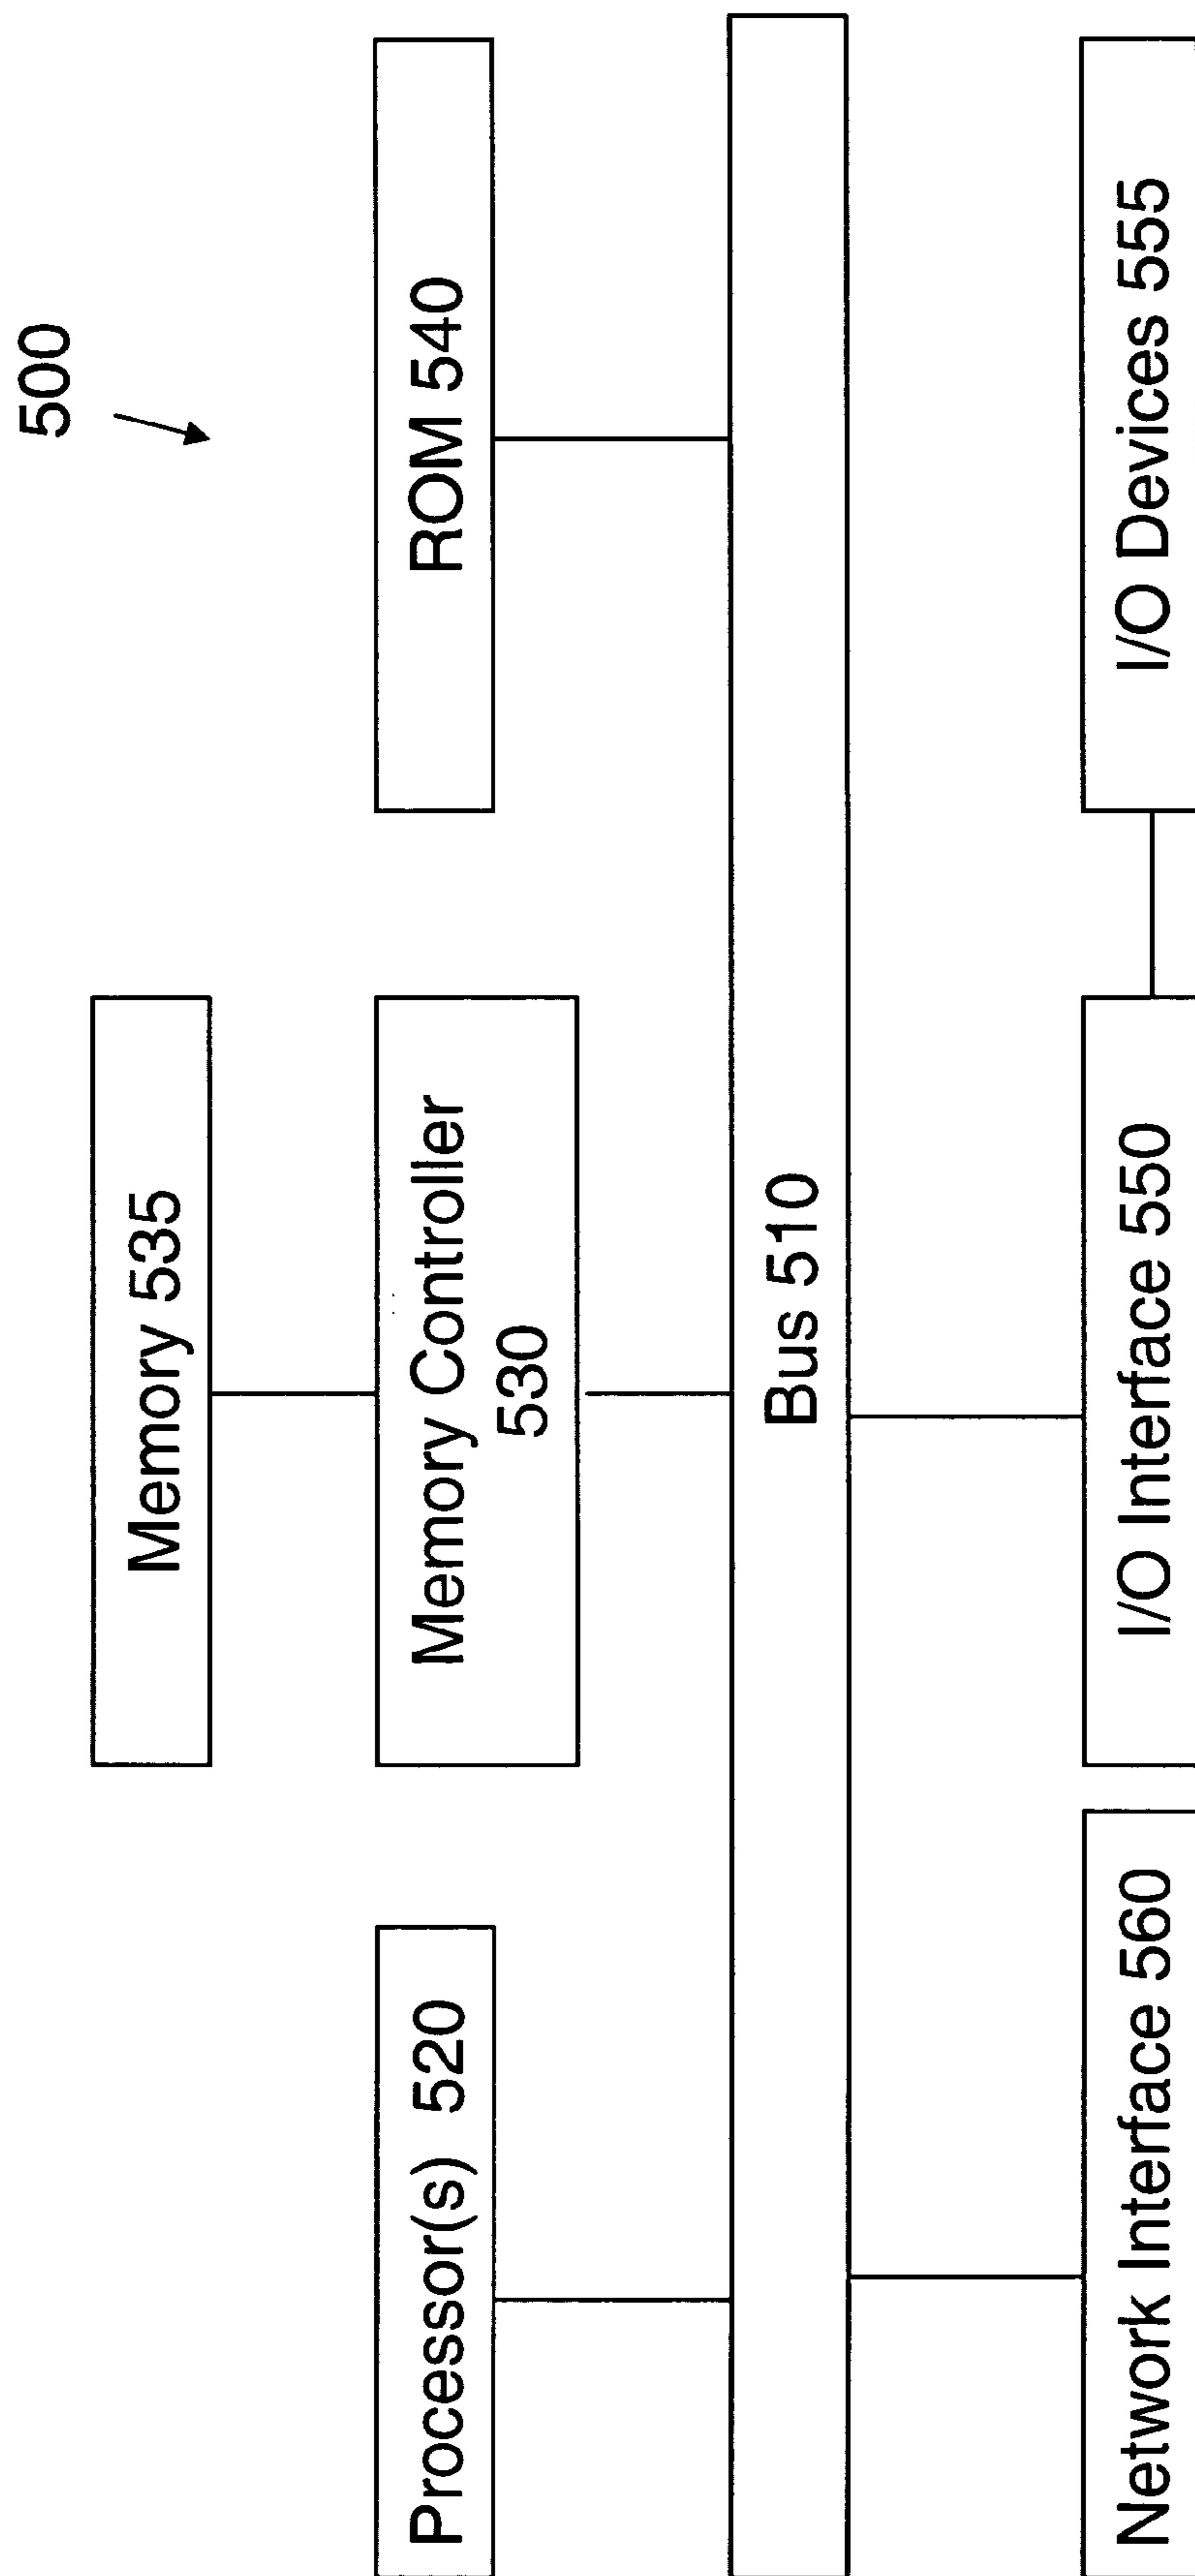 500
Memory 535
Processor(s) 520
Memory Controller
530
ROM 540
Bus 510
Network Interface 560
I/O Interface 550
I/O Devices 555